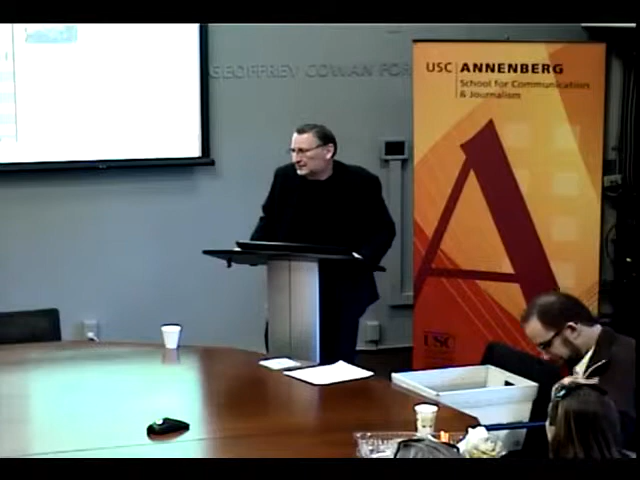 GEOFFREY COWAN FOR
USC ANNENBERG
School for Communication
& Journalism
A
USC